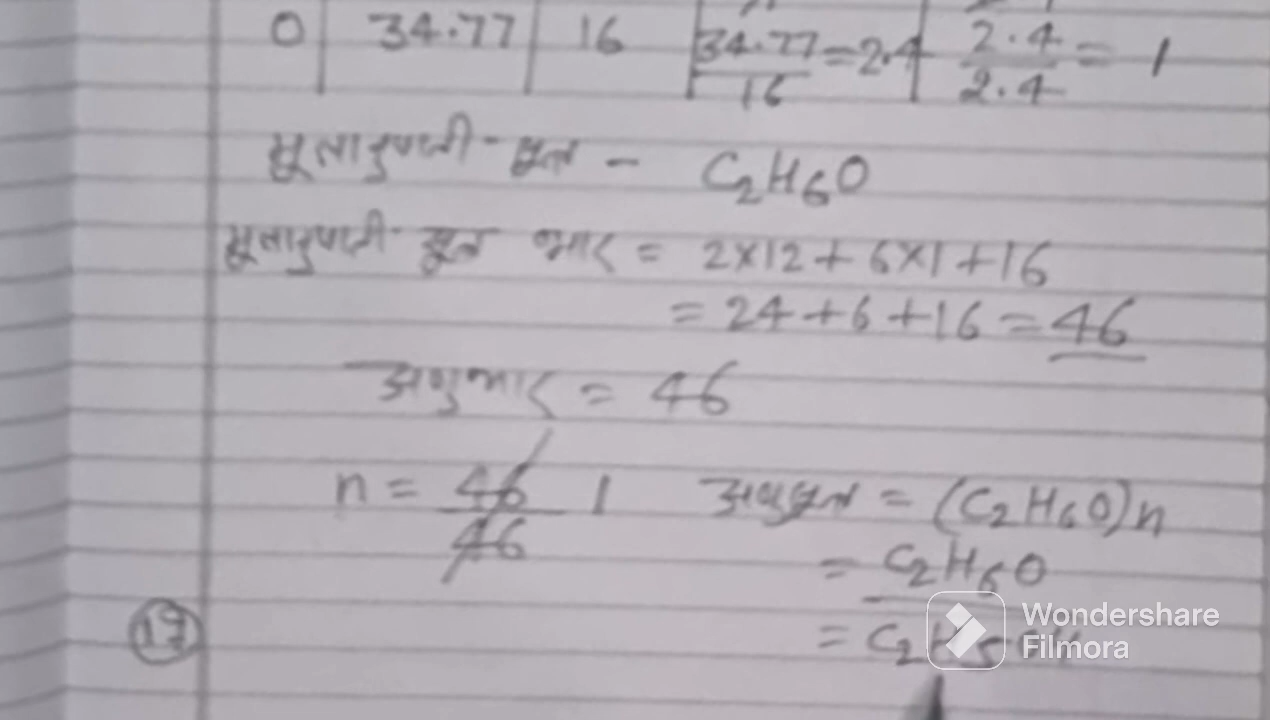 O 34.77 16 34.77/16 = 2.4 2.4/2.4 = 1
मूलानुपाती-सूत्र - C₂H₆O
मूलानुपाती-सूत्र भार = 2×12 + 6×1 + 16
= 24 + 6 + 16 = 46
अणुभार = 46
n = 46/46 1 अणुसूत्र = (C₂H₆O)n
= C₂H₆O
17 = C₂H₅OH
Wondershare
Filmora